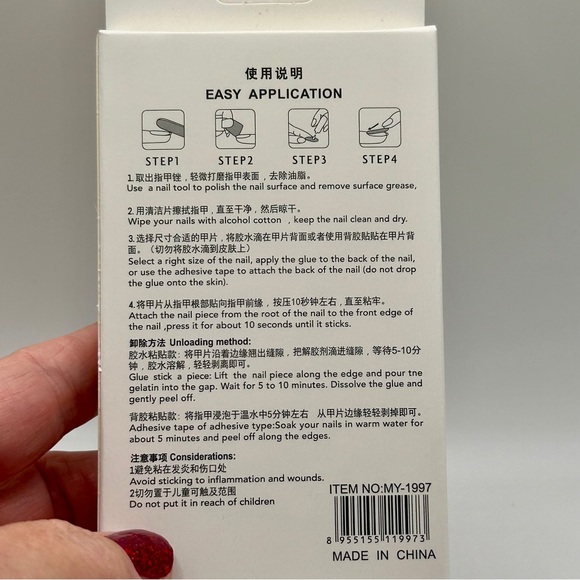 使用说明
EASY APPLICATION
STEP1 STEP2 STEP3 STEP4
1.取出指甲锉，轻微打磨指甲表面，去除油脂。
Use a nail tool to polish the nail surface and remove surface grease,
2.用清洁片擦拭指甲，直至干净，然后晾干。
Wipe your nails with alcohol cotton , keep the nail clean and dry.
3.选择尺寸合适的甲片，将胶水滴在甲片背面或者使用背胶贴贴在甲片背
面。（切勿将胶水滴到皮肤上）
Select a right size of the nail, apply the glue to the back of the nail,
or use the adhesive tape to attach the back of the nail (do not drop
the glue onto the skin).
4.将甲片从指甲根部贴向指甲前缘，按压10秒钟左右，直至粘牢。
Attach the nail piece from the root of the nail to the front edge of
the nail ,press it for about 10 seconds until it sticks.
卸除方法 Unloading method:
胶水粘贴款：将甲片沿着边缘翘出缝隙，把解胶剂滴进缝隙，等待5-10分
钟，胶水溶解，轻轻剥离即可。
Glue stick a piece: Lift the nail piece along the edge and pour tne
gelatin into the gap. Wait for 5 to 10 minutes. Dissolve the glue and
gently peel off.
背胶粘贴款：将指甲浸泡于温水中5分钟左右 从甲片边缘轻轻剥掉即可。
Adhesive tape of adhesive type:Soak your nails in warm water for
about 5 minutes and peel off along the edges.
注意事项 Considerations:
1避免粘在发炎和伤口处
Avoid sticking to inflammation and wounds.
2切勿置于儿童可触及范围
Do not put it in reach of children
ITEM NO:MY-1997
8 955155 119973
MADE IN CHINA